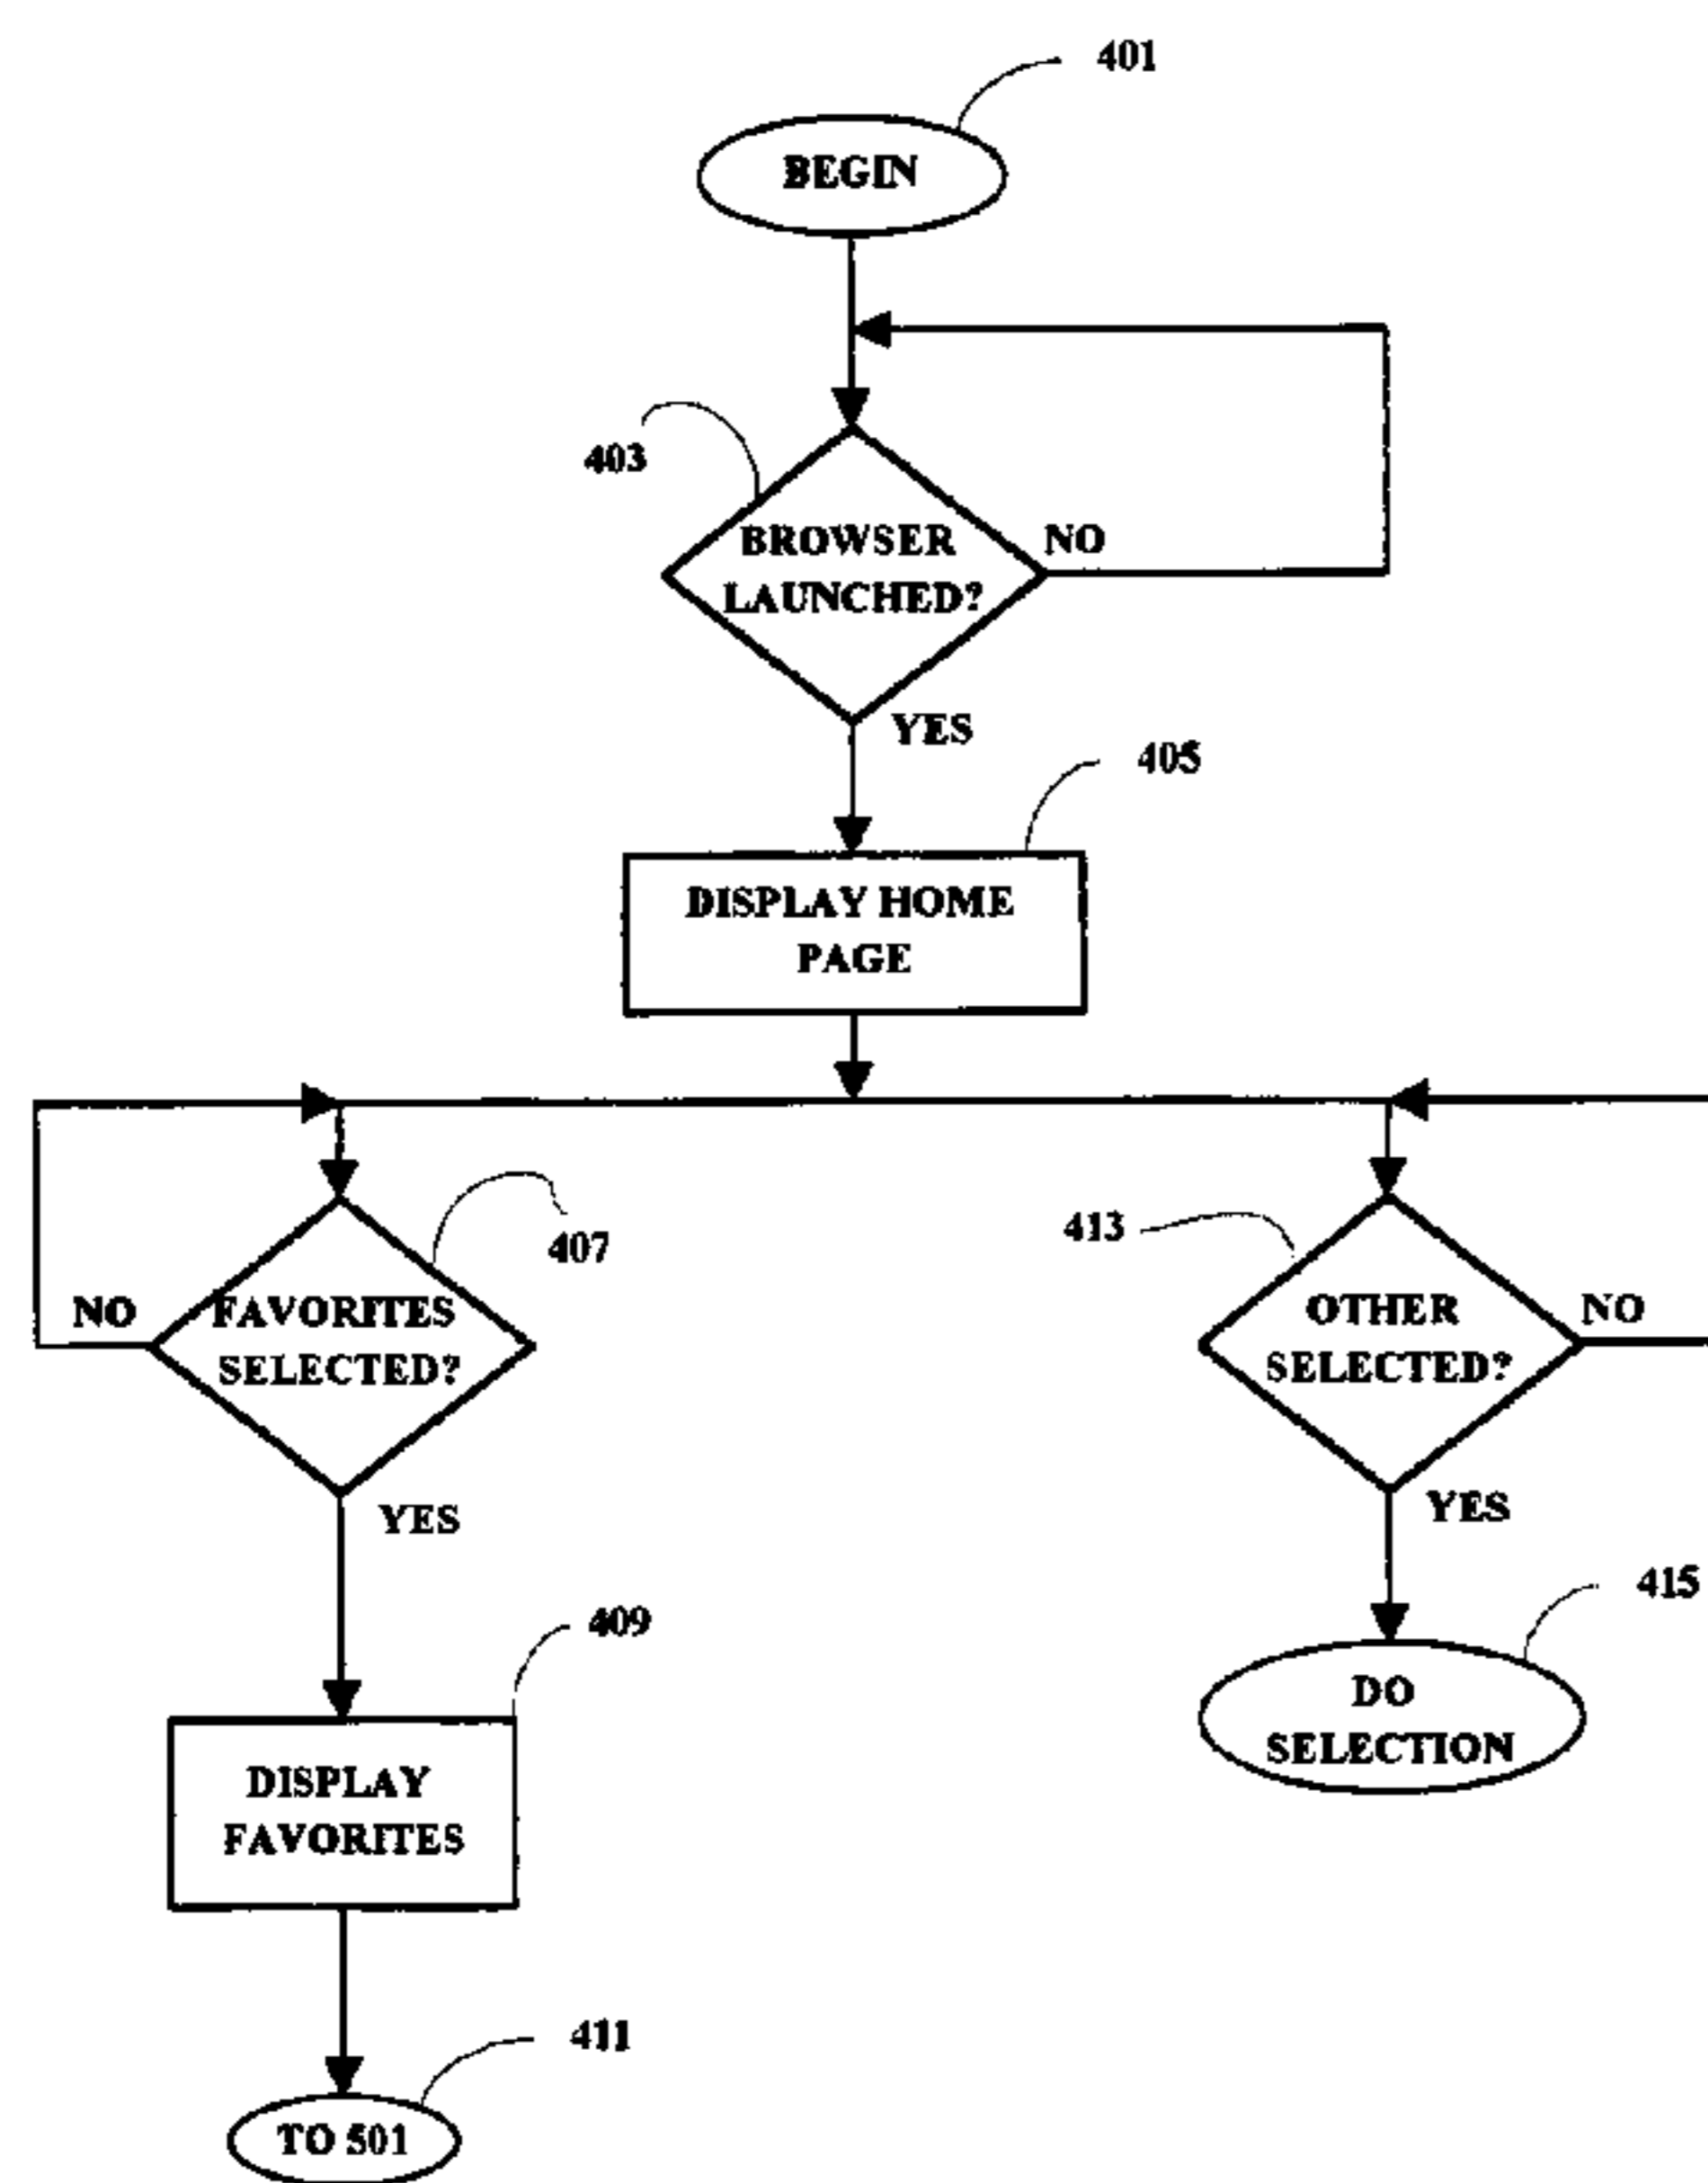 401
BEGIN
403
BROWSER
LAUNCHED?
NO
YES
405
DISPLAY HOME
PAGE
407
NO
FAVORITES
SELECTED?
YES
413
OTHER
SELECTED?
NO
YES
409
DISPLAY
FAVORITES
415
DO
SELECTION
411
TO 501